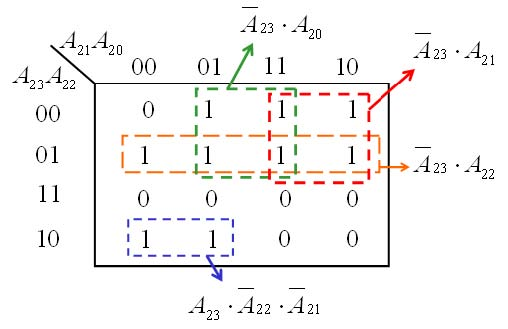 A̅₂₃ · A₂₀
A₂₁A₂₀
00 01 11 10
A̅₂₃ · A₂₁
A₂₃A₂₂
00 0 1 1 1
01 1 1 1 1
A̅₂₃ · A₂₂
11 0 0 0 0
10 1 1 0 0
A₂₃ · A̅₂₂ · A̅₂₁